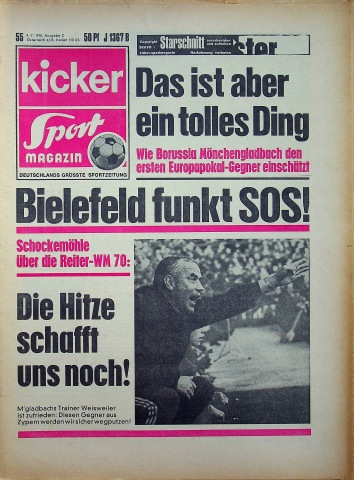 55
50 Pf J 1367 B
Starschnitt
kicker
Sport
MAGAZIN
DEUTSCHLANDS GRÖSSTE SPORTZEITUNG
Das ist aber
ein tolles Ding
Wie Borussia Mönchengladbach den
ersten Europapokal-Gegner einschätzt
Bielefeld funkt SOS!
Schockemöhle
über die Reiter-WM 70:
Die Hitze
schafft
uns noch!
M'gladbachs Trainer Weisweiler
ist zufrieden: Diesen Gegner aus
Zypern werden wir sicher wegputzen!